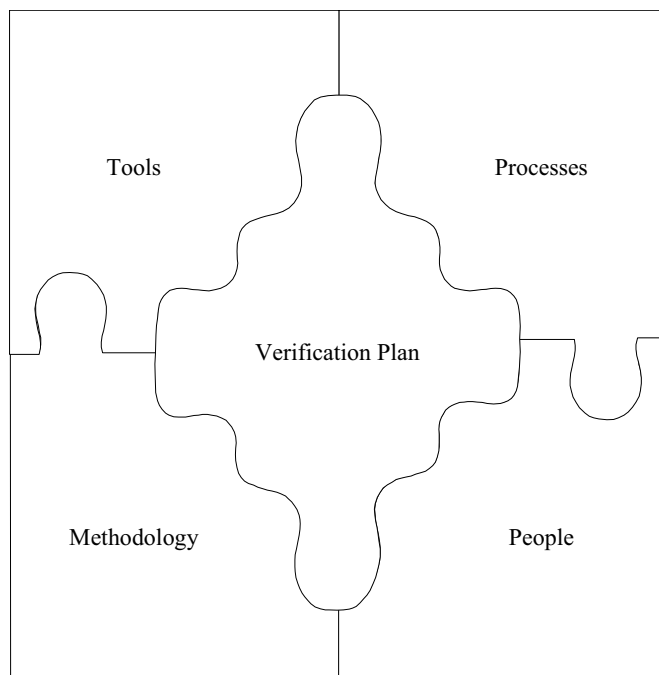 Tools
Processes
Verification Plan
Methodology
People